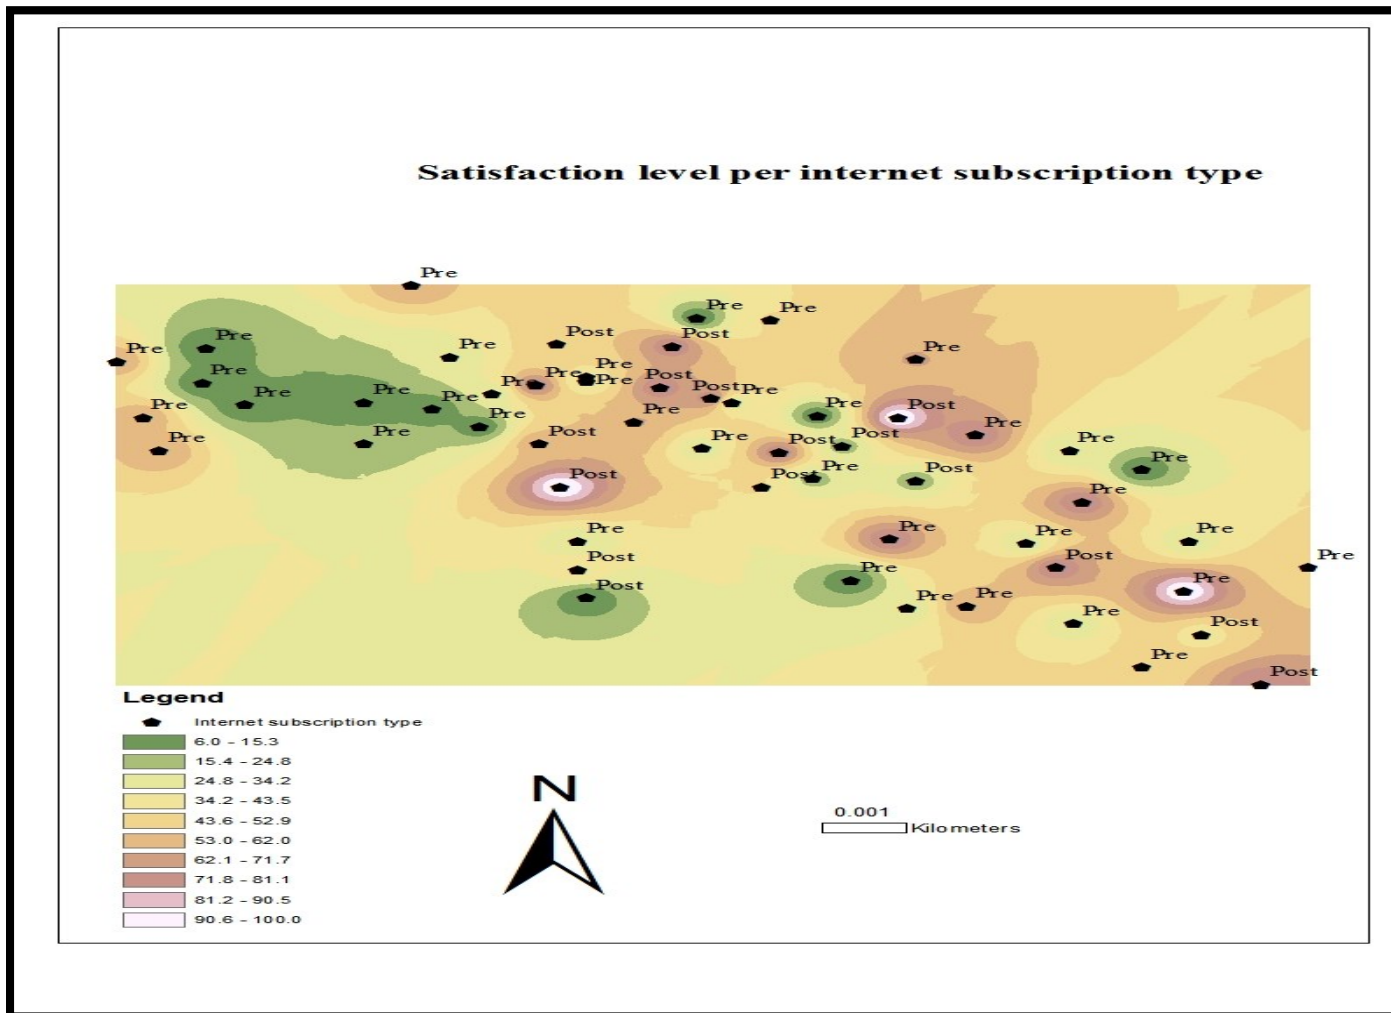 Satisfaction level per internet subscription type
Pre
Pre
Pre
Post
Pre
Post
Pre
Pre
Pre
Pre
Pre
Pre
Pre
Pre
Post
Pre
Pre
Pre
Pre
Pre
Post
Pre
Pre
Post
Pre
Pre
Pre
Pre
Post
Pre
Post
Post
Pre
Pre
Post
Post
Pre
Post
Pre
Pre
Pre
Pre
Pre
Post
Post
Pre
Pre
Post
Pre
Pre
Pre
Pre
Post
Pre
Post
Legend
Internet subscription type
6.0 - 15.3
15.4 - 24.8
24.8 - 34.2
34.2 - 43.5
43.6 - 52.9
53.0 - 62.0
62.1 - 71.7
71.8 - 81.1
81.2 - 90.5
90.6 - 100.0
N
0.001
Kilometers